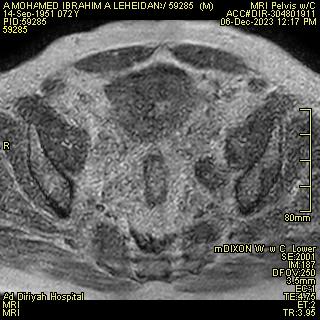 A MOHAMED IBRAHIM A LEHEIDAN:/ 59285 (M)
14-Sep-1951 072Y
PID:59285
59285
MRI Pelvis w/C
ACC#DIR-304801911
06-Dec-2023 12:17 PM
R
80mm
mDIXON W w C Lower
SE:2001
IM:187
DFOV:250
3.5mm
EC:1
TE:4.75
ET:2
TR:3.95
Ad Diriyah Hospital
MRI
MRI